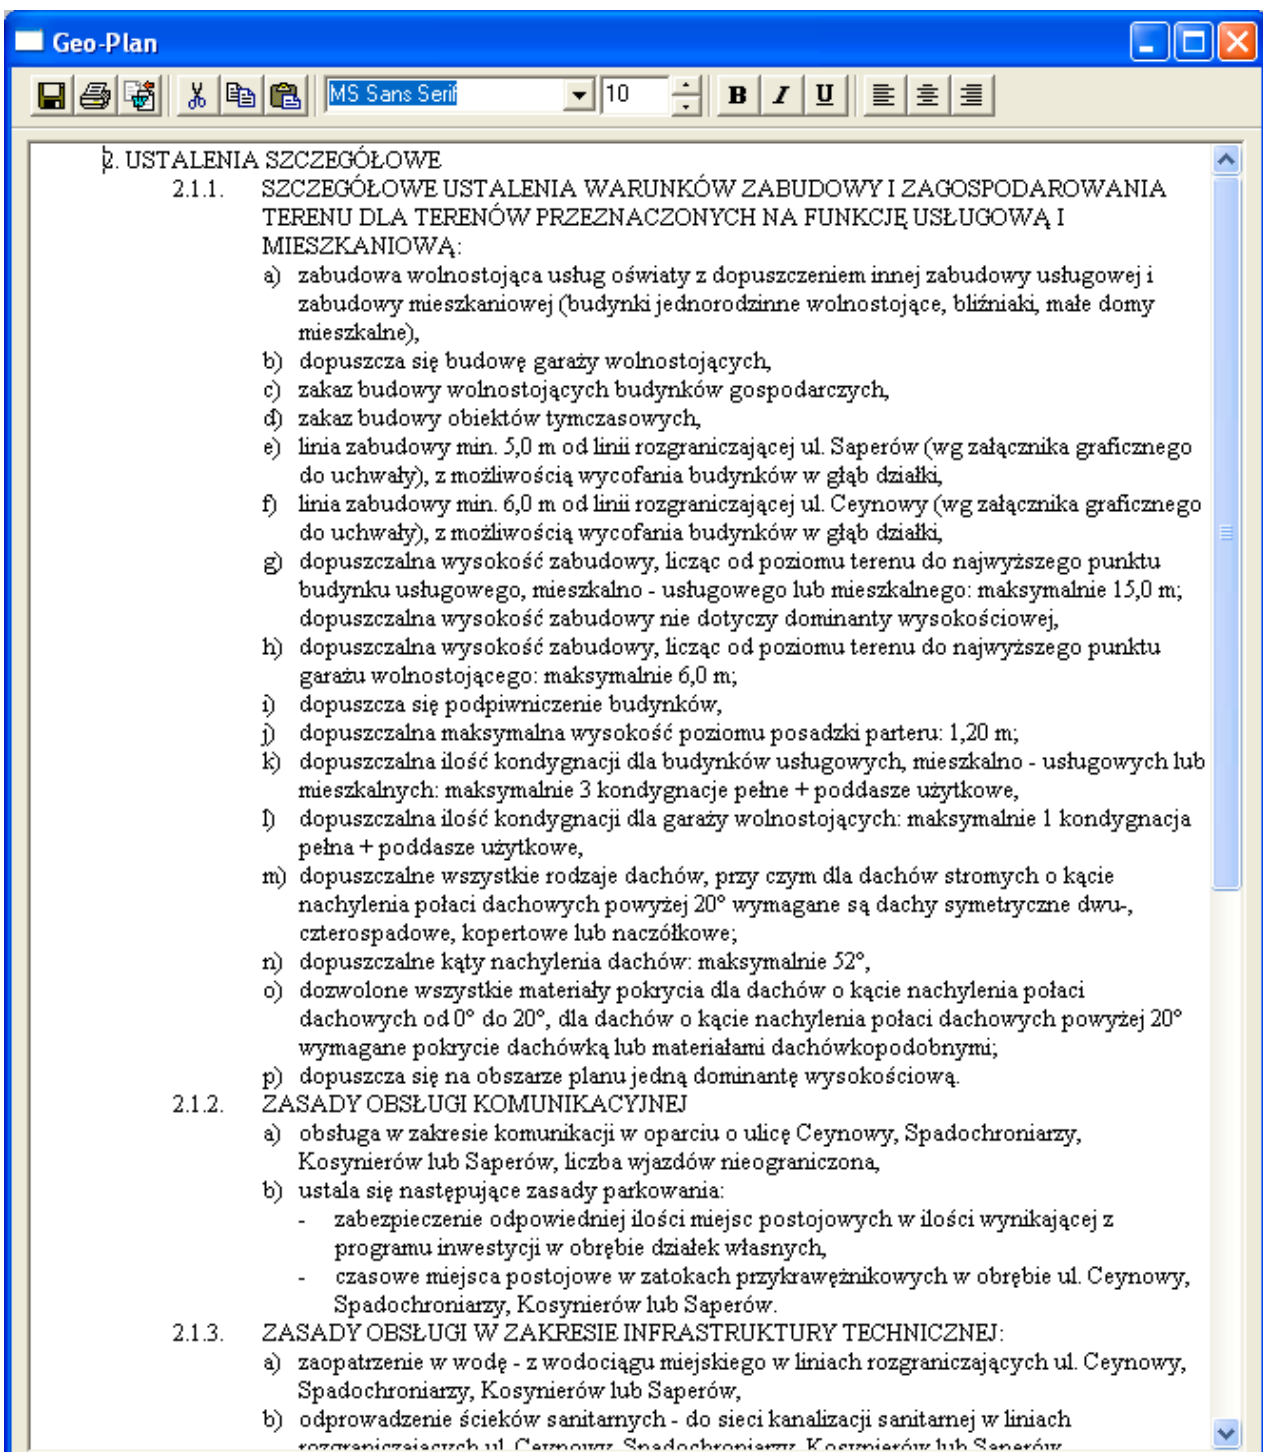 Geo-Plan
MS Sans Serif 10 B I U
2. USTALENIA SZCZEGÓŁOWE
2.1.1. SZCZEGÓŁOWE USTALENIA WARUNKÓW ZABUDOWY I ZAGOSPODAROWANIA
TERENU DLA TERENÓW PRZEZNACZONYCH NA FUNKCJĘ USŁUGOWĄ I
MIESZKANIOWĄ:
a) zabudowa wolnostojąca usług oświaty z dopuszczeniem innej zabudowy usługowej i
zabudowy mieszkaniowej (budynki jednorodzinne wolnostojące, bliźniaki, małe domy
mieszkalne),
b) dopuszcza się budowę garaży wolnostojących,
c) zakaz budowy wolnostojących budynków gospodarczych,
d) zakaz budowy obiektów tymczasowych,
e) linia zabudowy min. 5,0 m od linii rozgraniczającej ul. Saperów (wg załącznika graficznego
do uchwały), z możliwością wycofania budynków w głąb działki,
f) linia zabudowy min. 6,0 m od linii rozgraniczającej ul. Ceynowy (wg załącznika graficznego
do uchwały), z możliwością wycofania budynków w głąb działki,
g) dopuszczalna wysokość zabudowy, licząc od poziomu terenu do najwyższego punktu
budynku usługowego, mieszkalno - usługowego lub mieszkalnego: maksymalnie 15,0 m;
dopuszczalna wysokość zabudowy nie dotyczy dominanty wysokościowej,
h) dopuszczalna wysokość zabudowy, licząc od poziomu terenu do najwyższego punktu
garażu wolnostojącego: maksymalnie 6,0 m;
i) dopuszcza się podpiwniczenie budynków,
j) dopuszczalna maksymalna wysokość poziomu posadzki parteru: 1,20 m;
k) dopuszczalna ilość kondygnacji dla budynków usługowych, mieszkalno - usługowych lub
mieszkalnych: maksymalnie 3 kondygnacje pełne + poddasze użytkowe,
l) dopuszczalna ilość kondygnacji dla garaży wolnostojących: maksymalnie 1 kondygnacja
pełna + poddasze użytkowe,
m) dopuszczalne wszystkie rodzaje dachów, przy czym dla dachów stromych o kącie
nachylenia połaci dachowych powyżej 20° wymagane są dachy symetryczne dwu-,
czterospadowe, kopertowe lub naczółkowe;
n) dopuszczalne kąty nachylenia dachów: maksymalnie 52°,
o) dozwolone wszystkie materiały pokrycia dla dachów o kącie nachylenia połaci
dachowych od 0° do 20°, dla dachów o kącie nachylenia połaci dachowych powyżej 20°
wymagane pokrycie dachówką lub materiałami dachówkopodobnymi;
p) dopuszcza się na obszarze planu jedną dominantę wysokościową.
2.1.2. ZASADY OBSŁUGI KOMUNIKACYJNEJ
a) obsługa w zakresie komunikacji w oparciu o ulicę Ceynowy, Spadochroniarzy,
Kosynierów lub Saperów, liczba wjazdów nieograniczona,
b) ustala się następujące zasady parkowania:
- zabezpieczenie odpowiedniej ilości miejsc postojowych w ilości wynikającej z
programu inwestycji w obrębie działek własnych,
- czasowe miejsca postojowe w zatokach przykrawężnikowych w obrębie ul. Ceynowy,
Spadochroniarzy, Kosynierów lub Saperów.
2.1.3. ZASADY OBSŁUGI W ZAKRESIE INFRASTRUKTURY TECHNICZNEJ:
a) zaopatrzenie w wodę - z wodociągu miejskiego w liniach rozgraniczających ul. Ceynowy,
Spadochroniarzy, Kosynierów lub Saperów,
b) odprowadzenie ścieków sanitarnych - do sieci kanalizacji sanitarnej w liniach
rozgraniczających ul. Ceynowy, Spadochroniarzy, Kosynierów lub Saperów